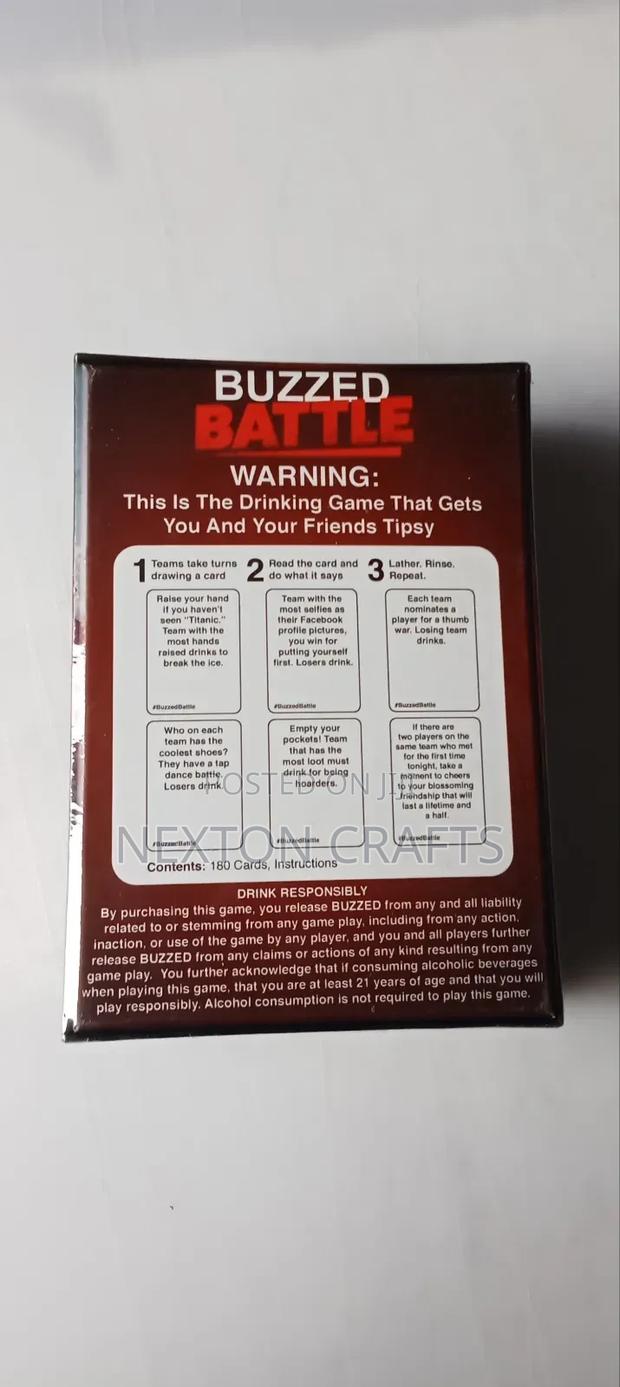 BUZZED
BATTLE
WARNING:
This Is The Drinking Game That Gets
You And Your Friends Tipsy
1 Teams take turns
drawing a card
2 Read the card and
do what it says
3 Lather. Rinse.
Repeat.
Raise your hand
if you haven't
seen "Titanic."
Team with the
most hands
raised drinks to
break the ice.
#BuzzedBattle
Team with the
most selfies as
their Facebook
profile pictures,
you win for
putting yourself
first. Losers drink.
#BuzzedBattle
Each team
nominates a
player for a thumb
war. Losing team
drinks.
#BuzzedBattle
Who on each
team has the
coolest shoes?
They have a tap
dance battle.
Losers drink.
#BuzzedBattle
Empty your
pockets! Team
that has the
most loot must
drink for being
hoarders.
#BuzzedBattle
If there are
two players on the
same team who met
for the first time
tonight, take a
moment to cheers
to your blossoming
friendship that will
last a lifetime and
a half.
#BuzzedBattle
POSTED ON JIJI
NEXTON CRAFTS
Contents: 180 Cards, Instructions
DRINK RESPONSIBLY
By purchasing this game, you release BUZZED from any and all liability
related to or stemming from any game play, including from any action,
inaction, or use of the game by any player, and you and all players further
release BUZZED from any claims or actions of any kind resulting from any
game play. You further acknowledge that if consuming alcoholic beverages
when playing this game, that you are at least 21 years of age and that you will
play responsibly. Alcohol consumption is not required to play this game.